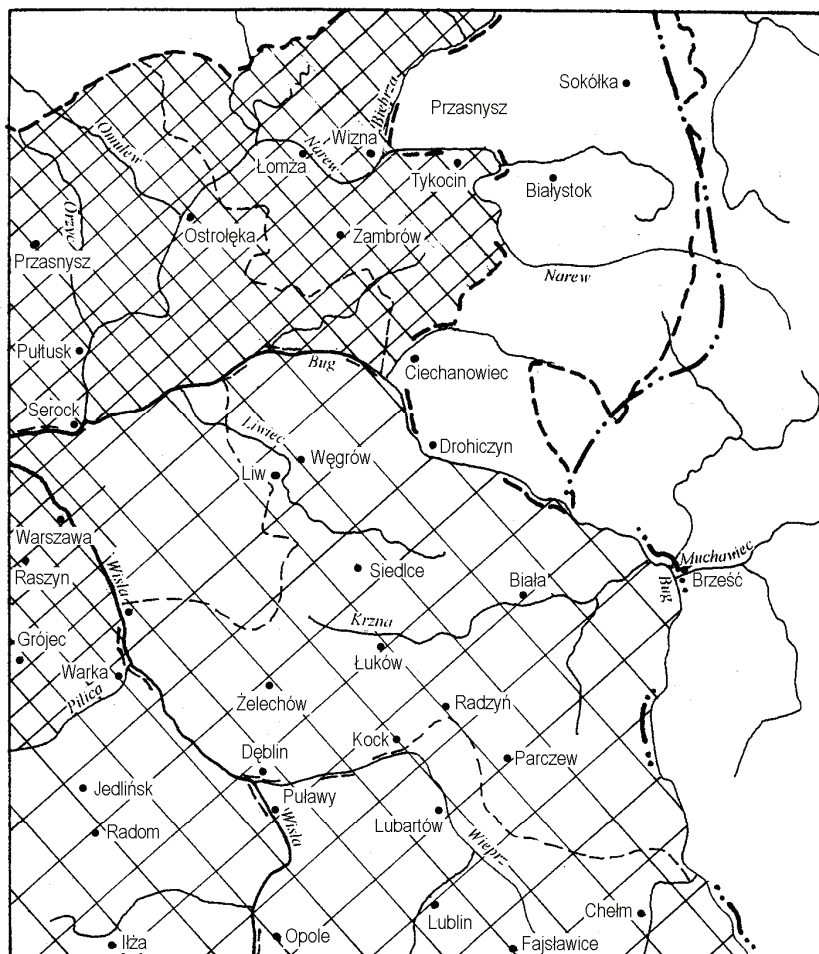 Sokółka
Biebrza
Przasnysz
Omulew
Wizna
Narew
Łomża
Tykocin
Białystok
Orzyc
Ostrołęka
Zambrów
Przasnysz
Narew
Pułtusk
Bug
Ciechanowiec
Serock
Liwiec
Węgrów
Drohiczyn
Liw
Warszawa
Wisła
Muchawiec
Raszyn
Siedlce
Biała
Bug
Brześć
Krzna
Grójec
Łuków
Warka
Pilica
Żelechów
Radzyń
Kock
Dęblin
Parczew
Jedlińsk
Puławy
Wisła
Lubartów
Radom
Wieprz
Lublin
Chełm
Iłża
Opole
Fajsławice